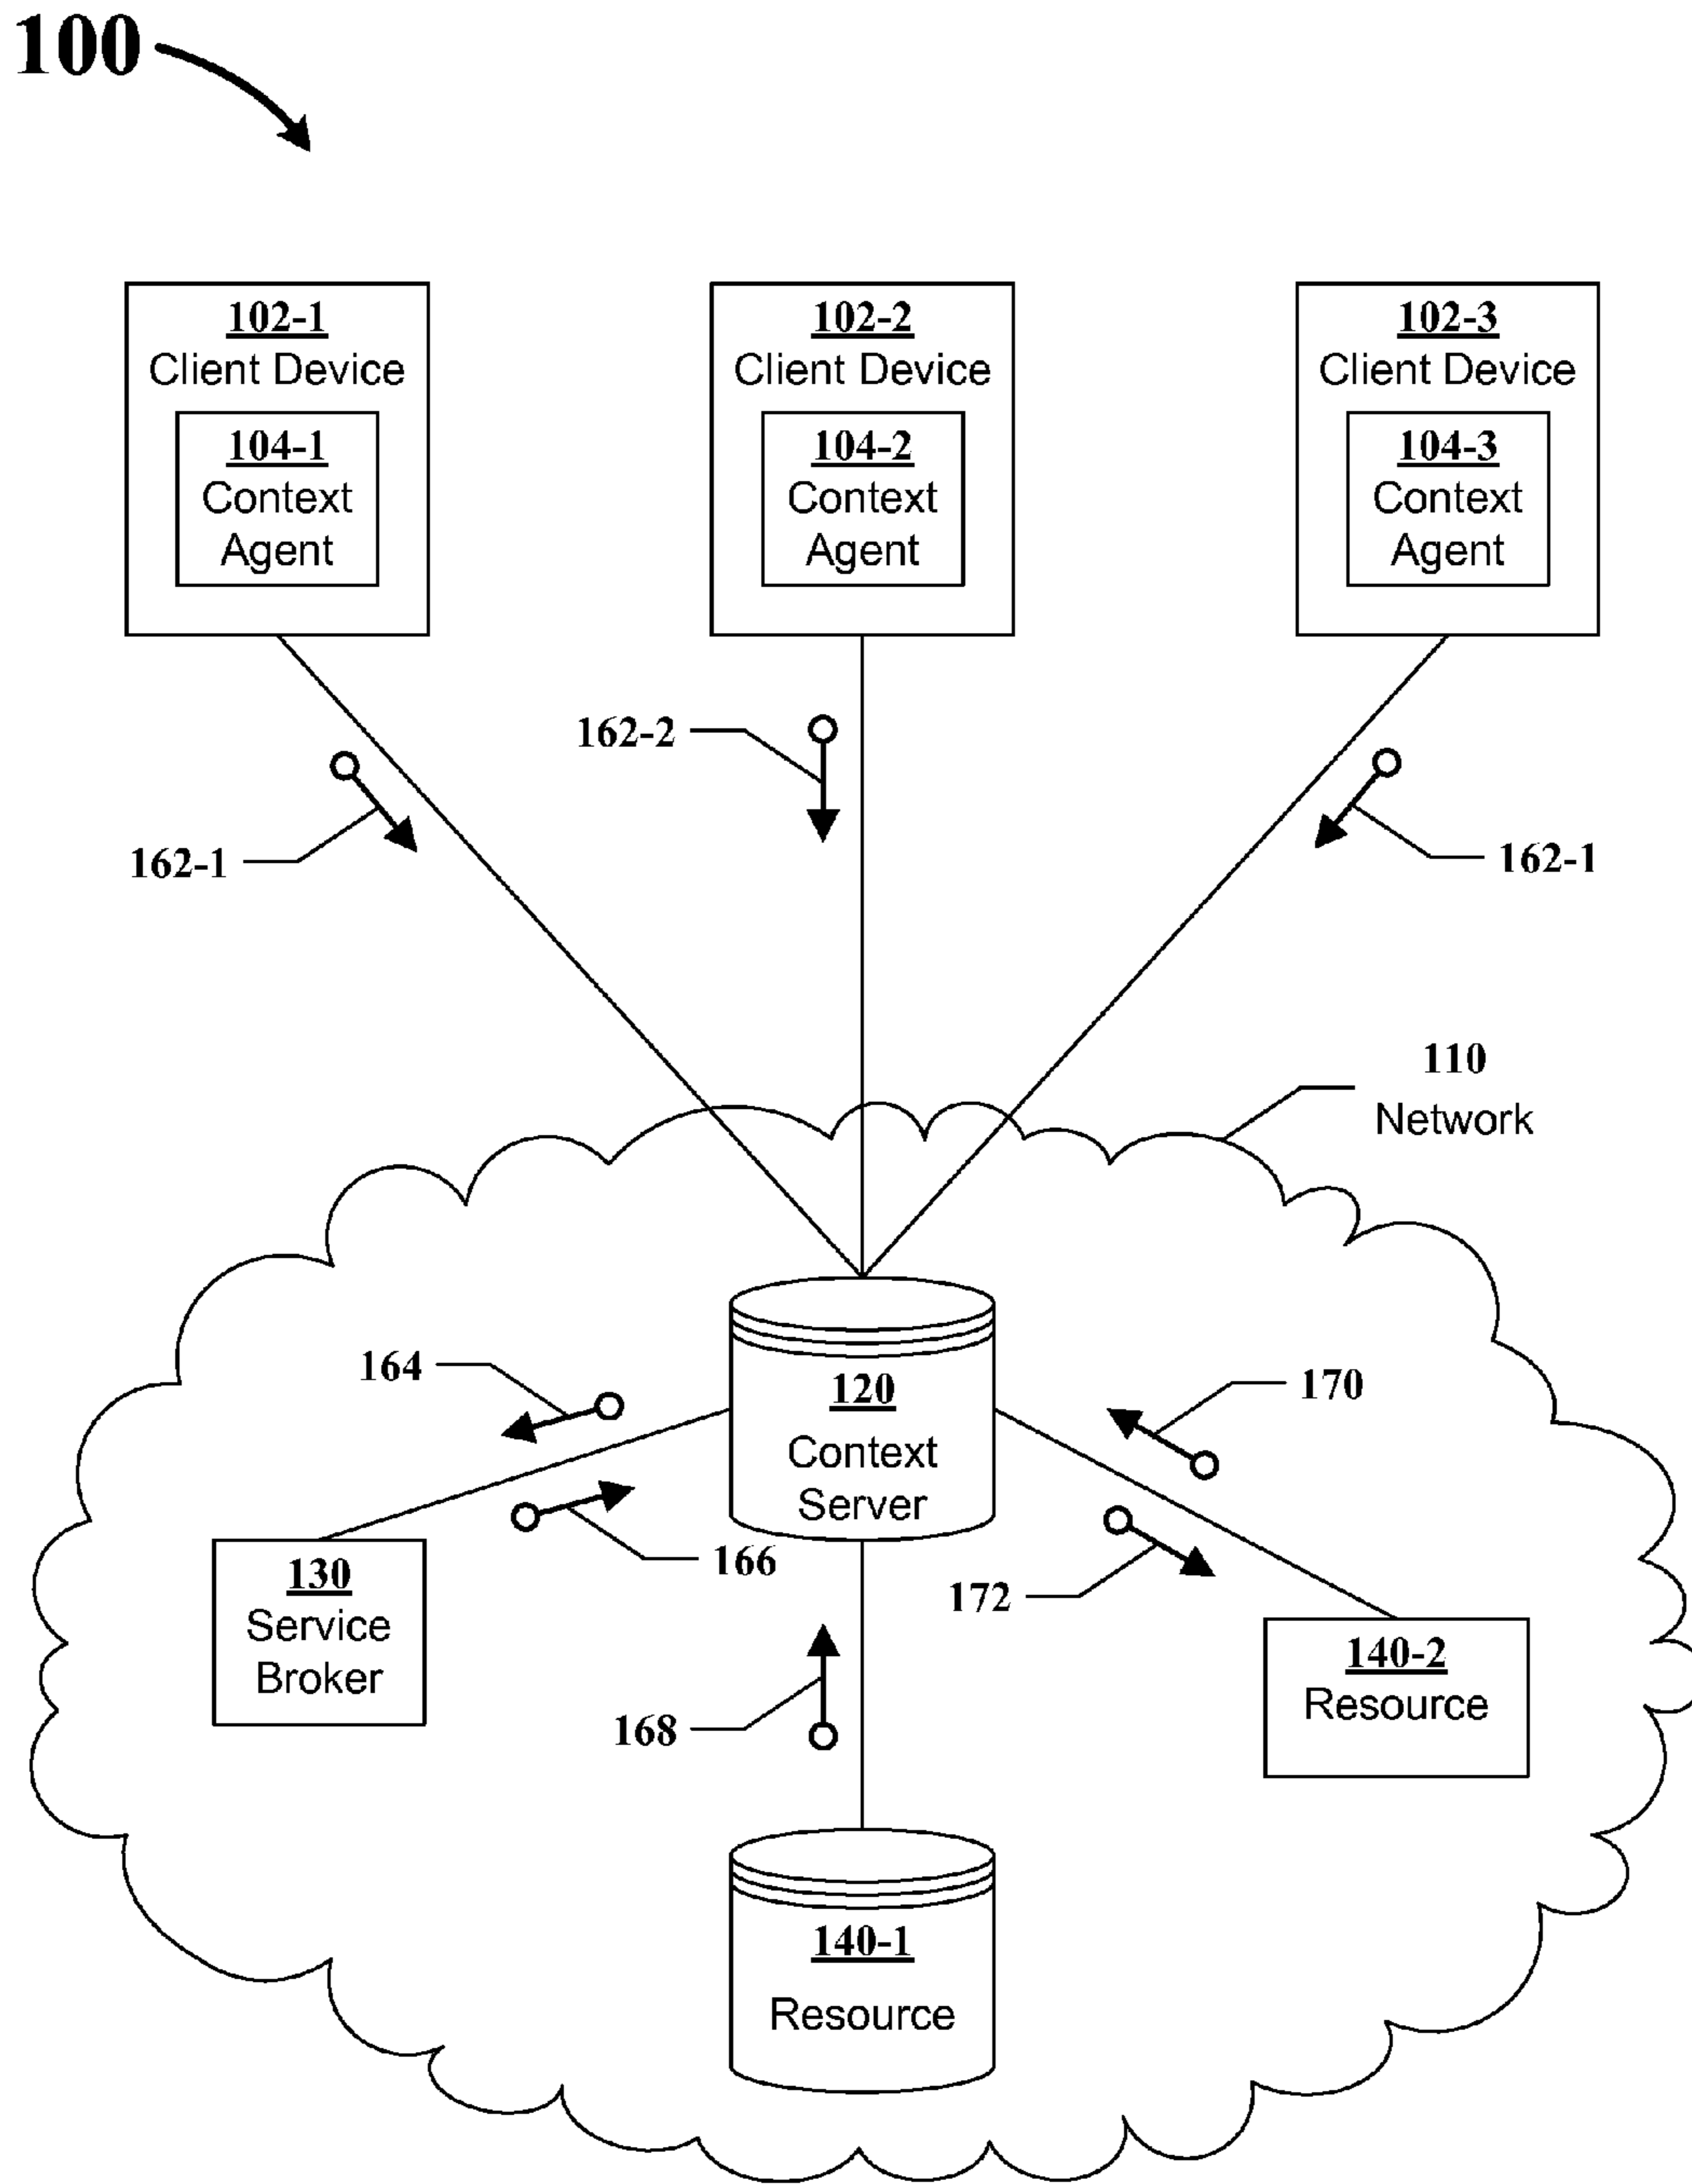 100
102-1
Client Device
104-1
Context
Agent
102-2
Client Device
104-2
Context
Agent
102-3
Client Device
104-3
Context
Agent
162-2
162-1
162-1
110
Network
164
120
Context
Server
170
166
172
130
Service
Broker
168
140-2
Resource
140-1
Resource